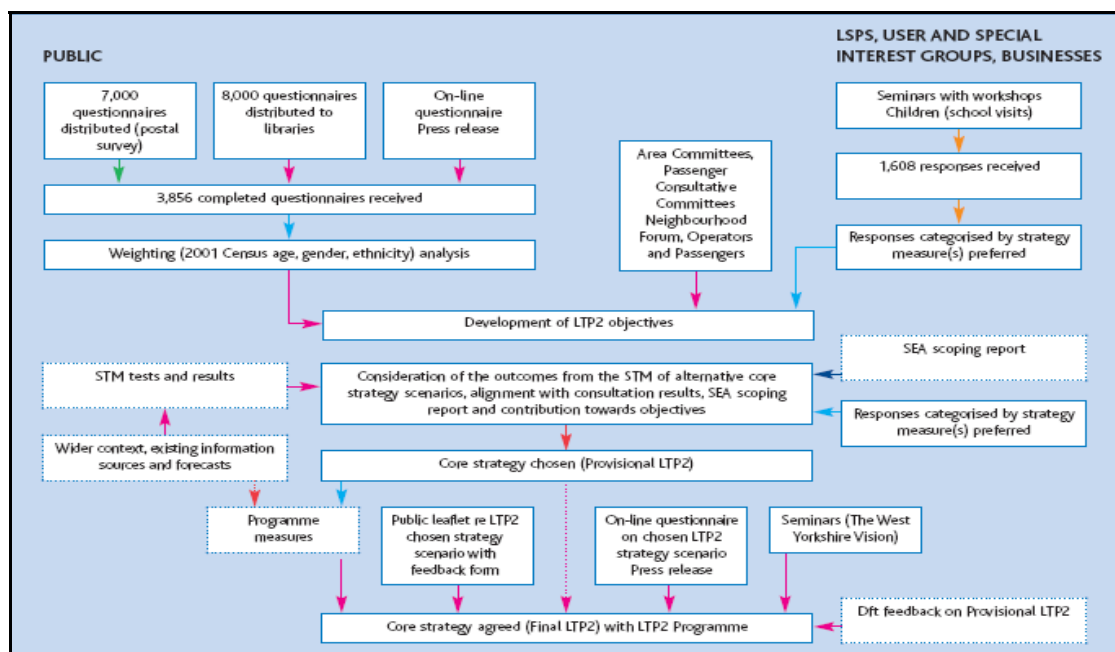 PUBLIC
LSPS, USER AND SPECIAL
INTEREST GROUPS, BUSINESSES
7,000
questionnaires
distributed (postal
survey)
8,000 questionnaires
distributed to
libraries
On-line
questionnaire
Press release
Seminars with workshops
Children (school visits)
Area Committees,
Passenger
Consultative
Committees
Neighbourhood
Forum, Operators
and Passengers
1,608 responses received
3,856 completed questionnaires received
Weighting (2001 Census age, gender, ethnicity) analysis
Responses categorised by strategy
measure(s) preferred
Development of LTP2 objectives
SEA scoping report
STM tests and results
Consideration of the outcomes from the STM of alternative core
strategy scenarios, alignment with consultation results, SEA scoping
report and contribution towards objectives
Responses categorised by strategy
measure(s) preferred
Wider context, existing information
sources and forecasts
Core strategy chosen (Provisional LTP2)
Programme
measures
Public leaflet re LTP2
chosen strategy
scenario with
feedback form
On-line questionnaire
on chosen LTP2
strategy scenario
Press release
Seminars (The West
Yorkshire Vision)
Dft feedback on Provisional LTP2
Core strategy agreed (Final LTP2) with LTP2 Programme